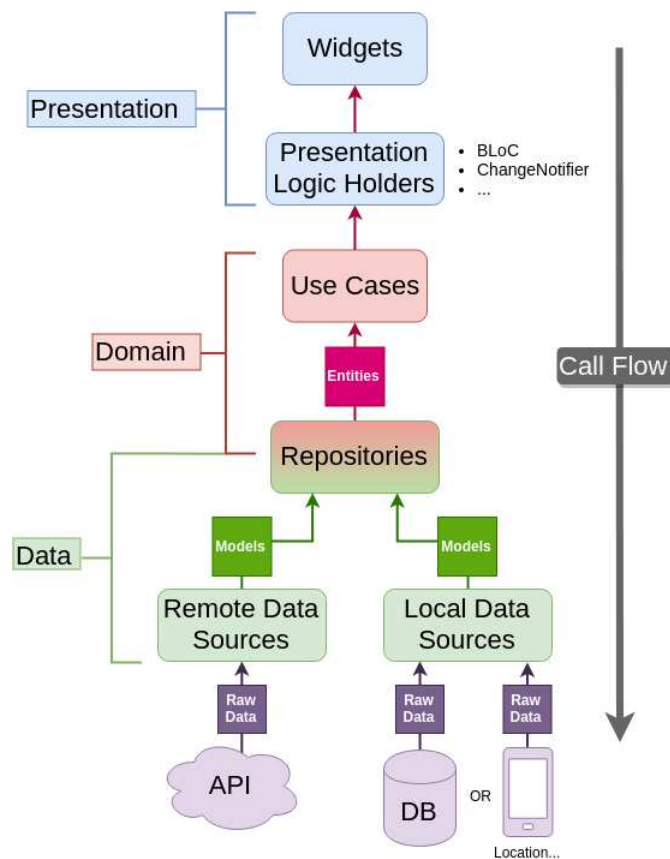 Widgets
Presentation
Presentation
Logic Holders
• BLoC
• ChangeNotifier
• ...
Use Cases
Domain
Entities
Call Flow
Repositories
Data
Models
Models
Remote Data
Sources
Local Data
Sources
Raw
Data
Raw
Data
Raw
Data
API
DB
OR
Location...